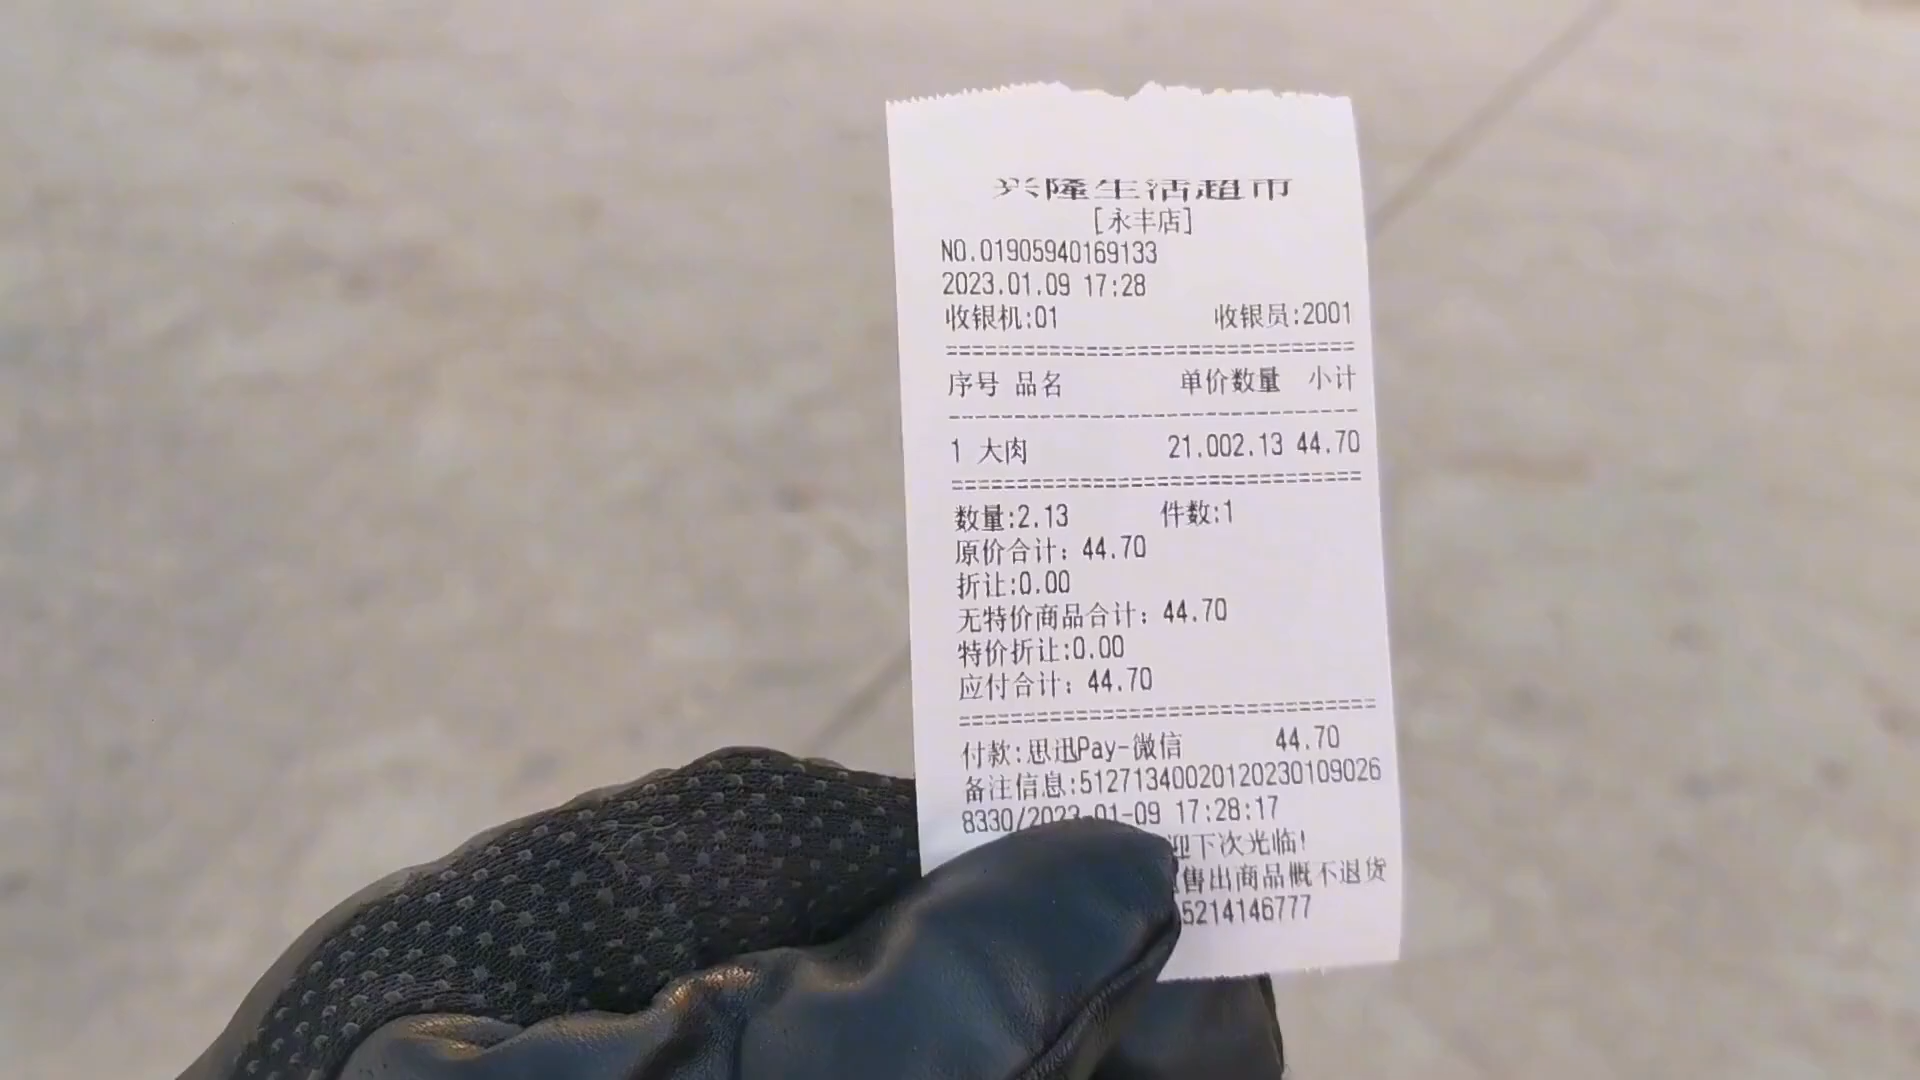 兴隆生活超市
[永丰店]
NO.01905940169133
2023.01.09 17:28
收银机:01 收银员:2001
序号 品名 单价数量 小计
1 大肉 21.002.13 44.70
数量:2.13 件数:1
原价合计: 44.70
折让:0.00
无特价商品合计: 44.70
特价折让:0.00
应付合计: 44.70
付款:思迅Pay-微信 44.70
备注信息:51271340020120230109026
8330/2023-01-09 17:28:17
迎下次光临!
售出商品概不退货
5214146777